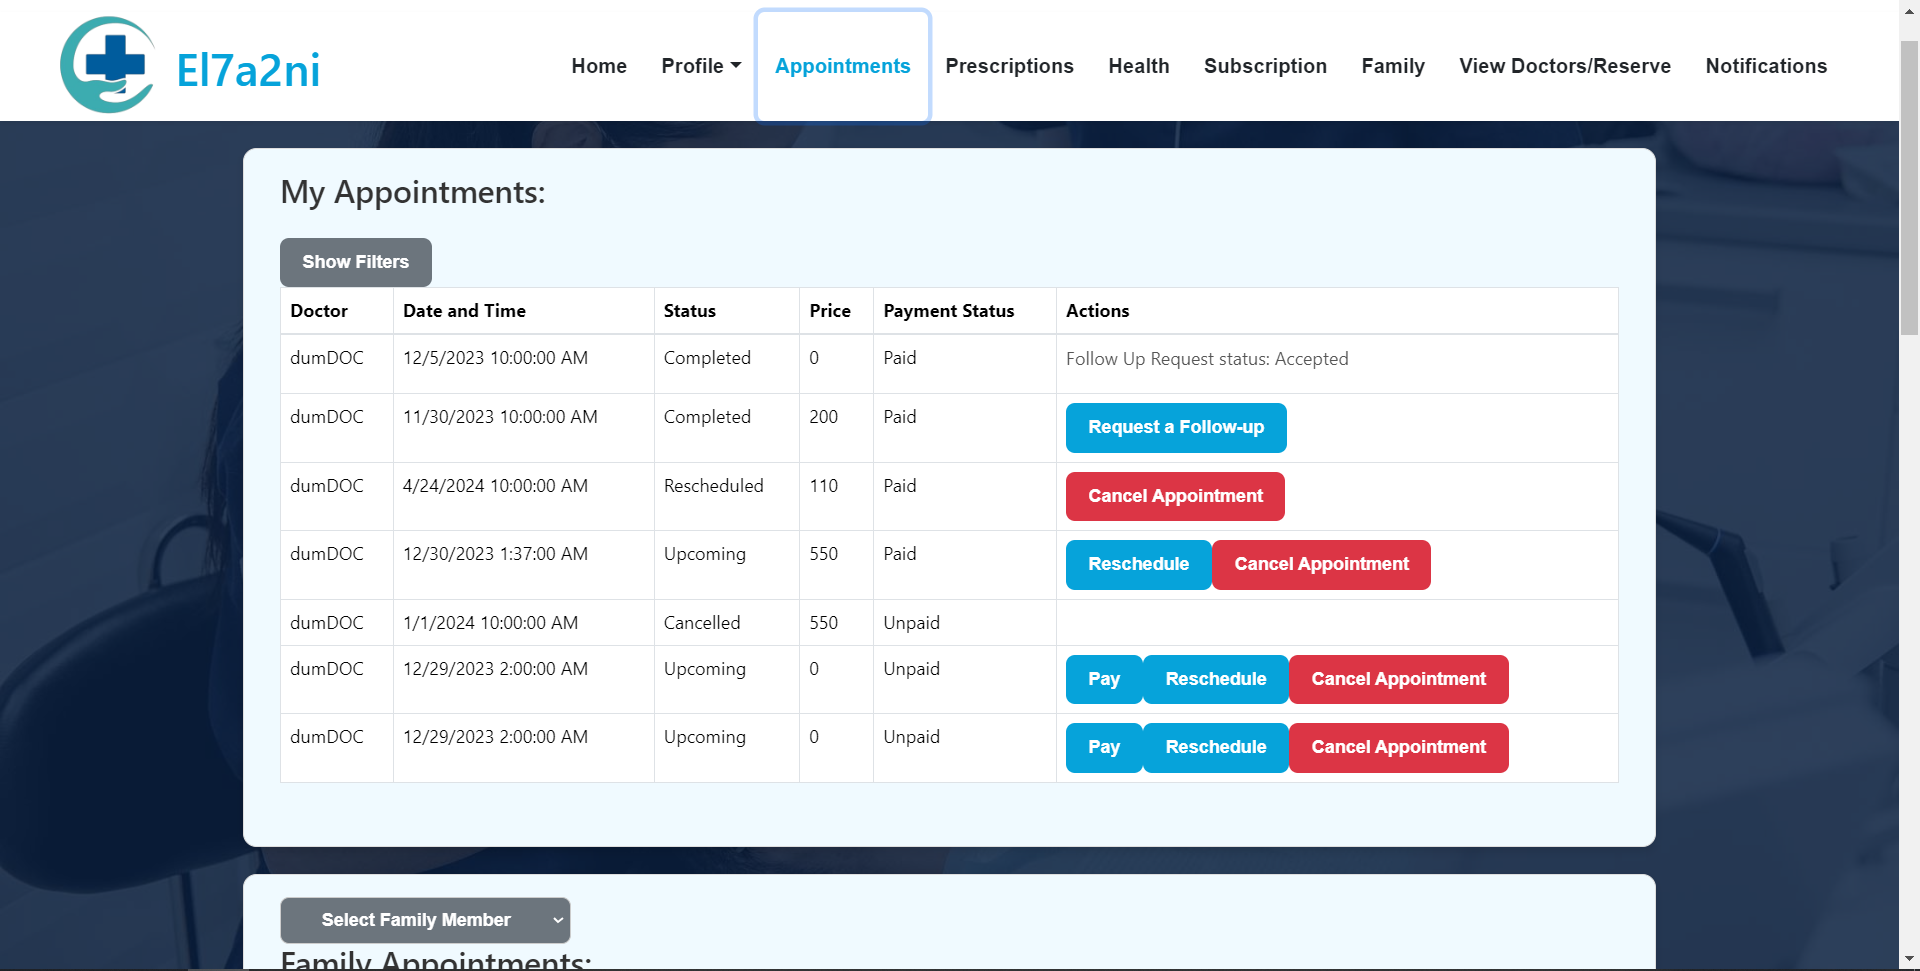 El7a2ni
Home Profile Appointments Prescriptions Health Subscription Family View Doctors/Reserve Notifications
My Appointments:
Show Filters
Doctor Date and Time Status Price Payment Status Actions
dumDOC 12/5/2023 10:00:00 AM Completed 0 Paid Follow Up Request status: Accepted
dumDOC 11/30/2023 10:00:00 AM Completed 200 Paid Request a Follow-up
dumDOC 4/24/2024 10:00:00 AM Rescheduled 110 Paid Cancel Appointment
dumDOC 12/30/2023 1:37:00 AM Upcoming 550 Paid Reschedule Cancel Appointment
dumDOC 1/1/2024 10:00:00 AM Cancelled 550 Unpaid
dumDOC 12/29/2023 2:00:00 AM Upcoming 0 Unpaid Pay Reschedule Cancel Appointment
dumDOC 12/29/2023 2:00:00 AM Upcoming 0 Unpaid Pay Reschedule Cancel Appointment
Select Family Member
Family Appointments: